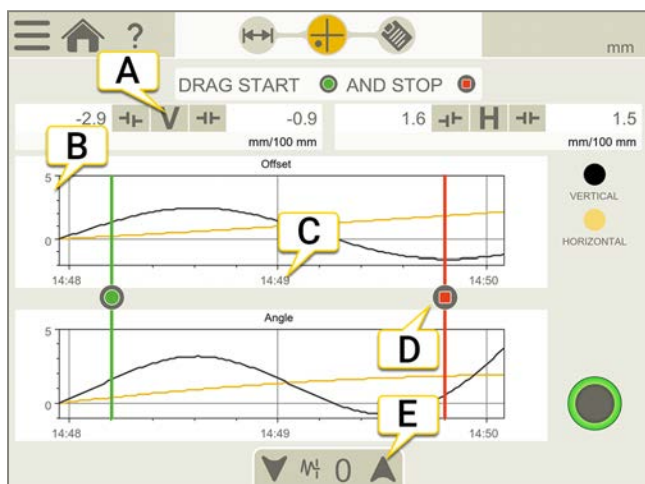 ?
mm
DRAG START AND STOP
A
-2.9 V -0.9
mm/100 mm
1.6 H 1.5
mm/100 mm
B
Offset
5
0
14:48 14:49 14:50
C
VERTICAL
HORIZONTAL
D
Angle
5
0
14:48 14:49 14:50
E
0